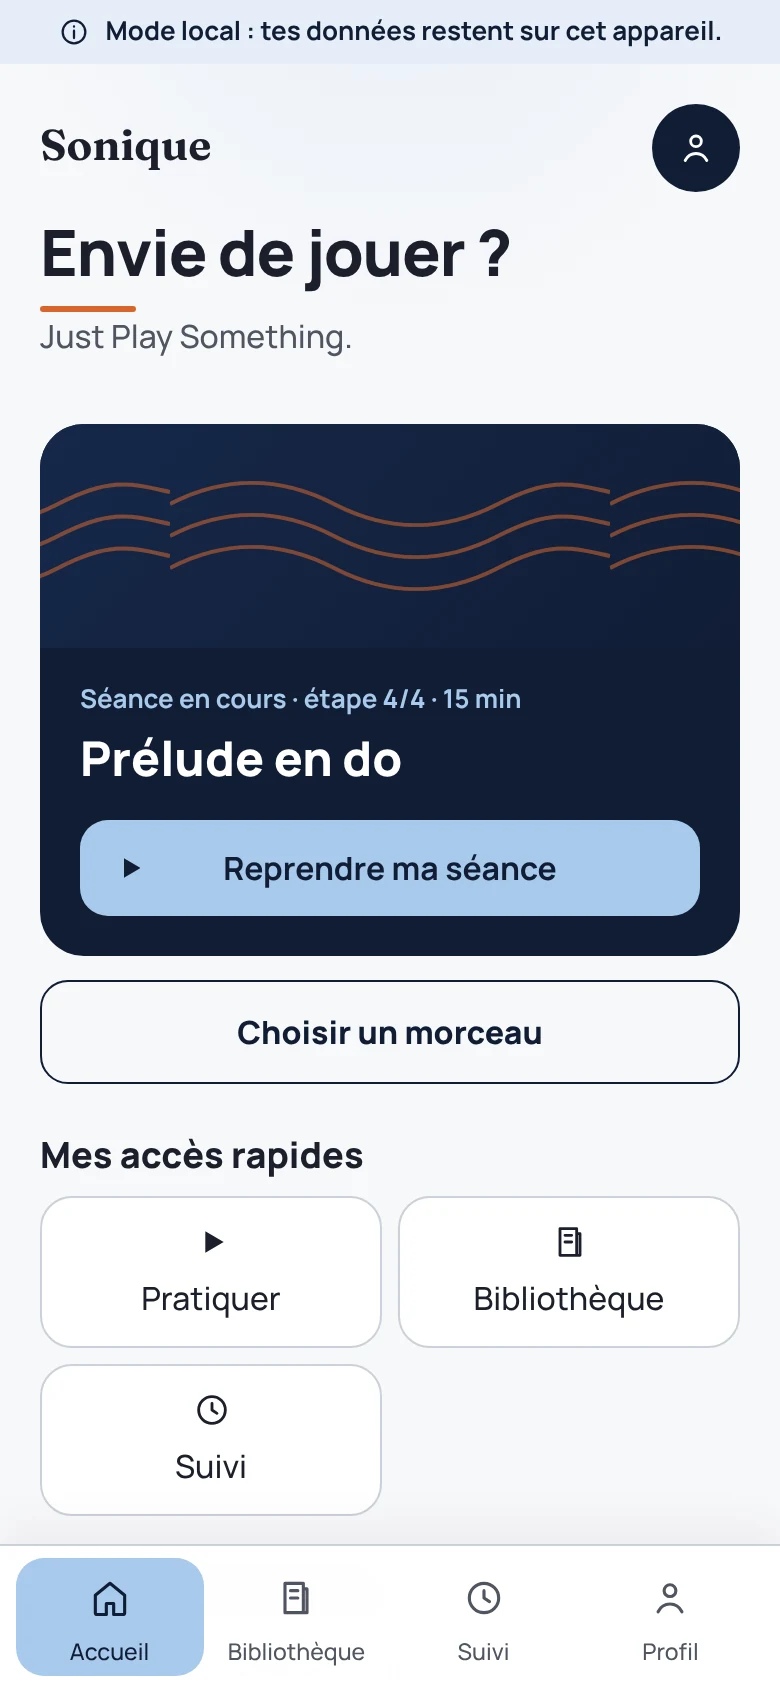 Mode local : tes données restent sur cet appareil.
Sonique
Envie de jouer ?
Just Play Something.
Séance en cours · étape 4/4 · 15 min
Prélude en do
Reprendre ma séance
Choisir un morceau
Mes accès rapides
Pratiquer
Bibliothèque
Suivi
Accueil
Bibliothèque
Suivi
Profil